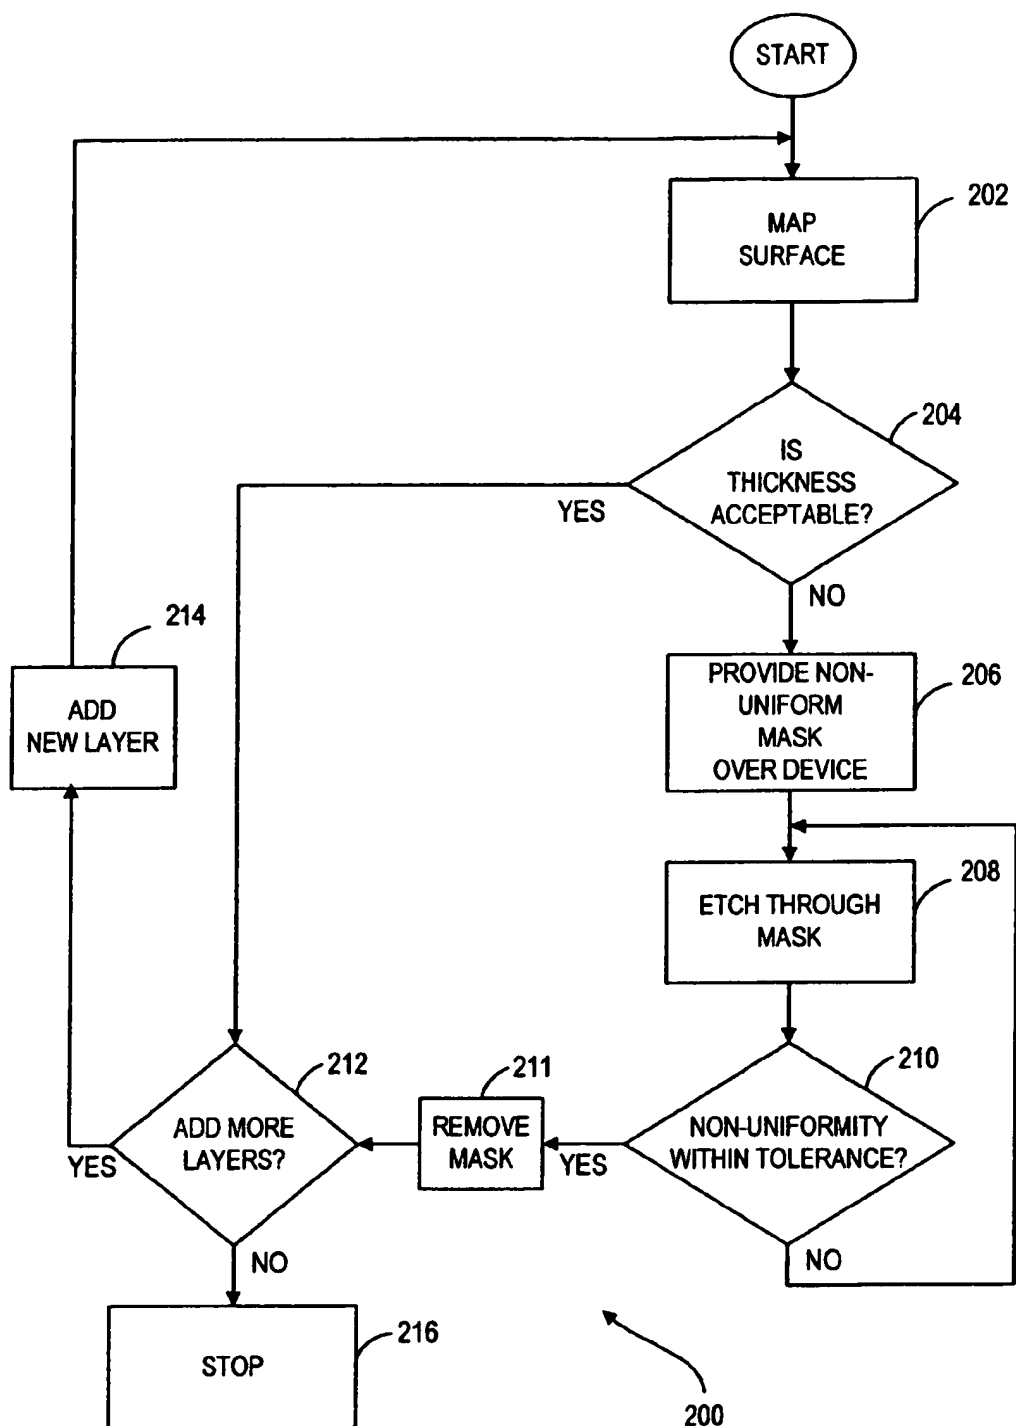 START
202
MAP
SURFACE
204
IS
THICKNESS
ACCEPTABLE?
YES
NO
214
ADD
NEW LAYER
206
PROVIDE NON-
UNIFORM
MASK
OVER DEVICE
208
ETCH THROUGH
MASK
212
ADD MORE
LAYERS?
YES
NO
211
REMOVE
MASK
YES
210
NON-UNIFORMITY
WITHIN TOLERANCE?
NO
216
STOP
200